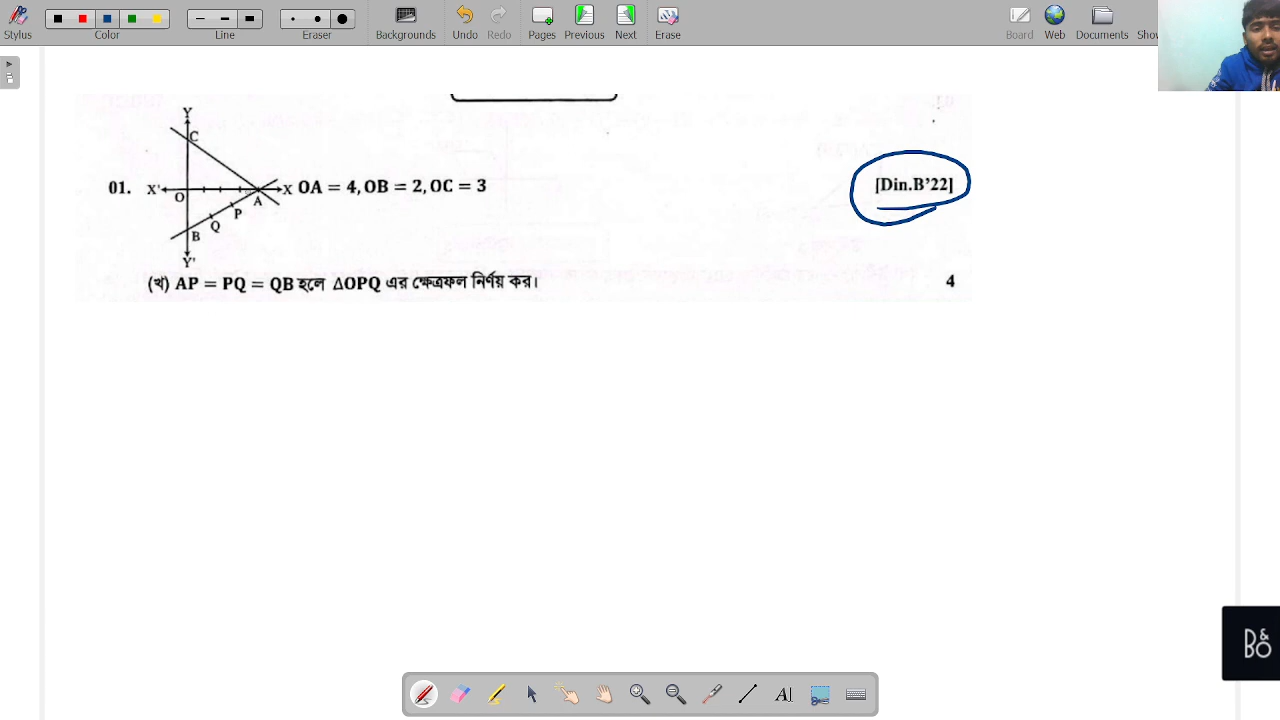 Stylus
Color
Line
Eraser
Backgrounds
Undo
Redo
Pages
Previous
Next
Erase
Board
Web
Documents
Show
Y
C
01. X' O A X OA = 4, OB = 2, OC = 3 [Din.B’22]
P
Q
B
Y'
(খ) AP = PQ = QB হলে ΔOPQ এর ক্ষেত্রফল নির্ণয় কর। 4
B&O